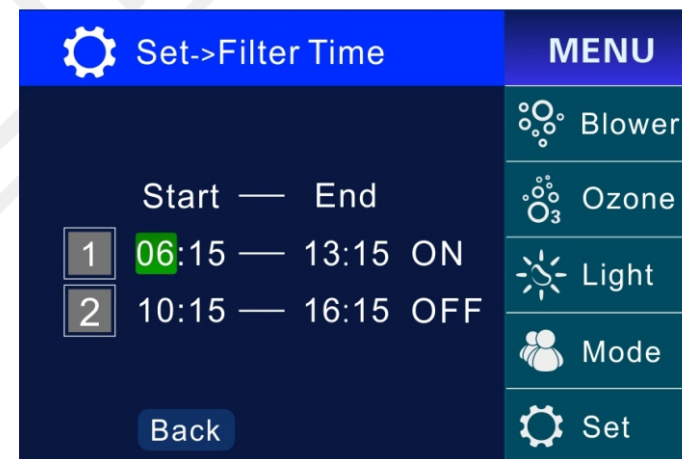 Set->Filter Time
Start — End
1 06:15 — 13:15 ON
2 10:15 — 16:15 OFF
Back
MENU
Blower
O₃ Ozone
Light
Mode
Set